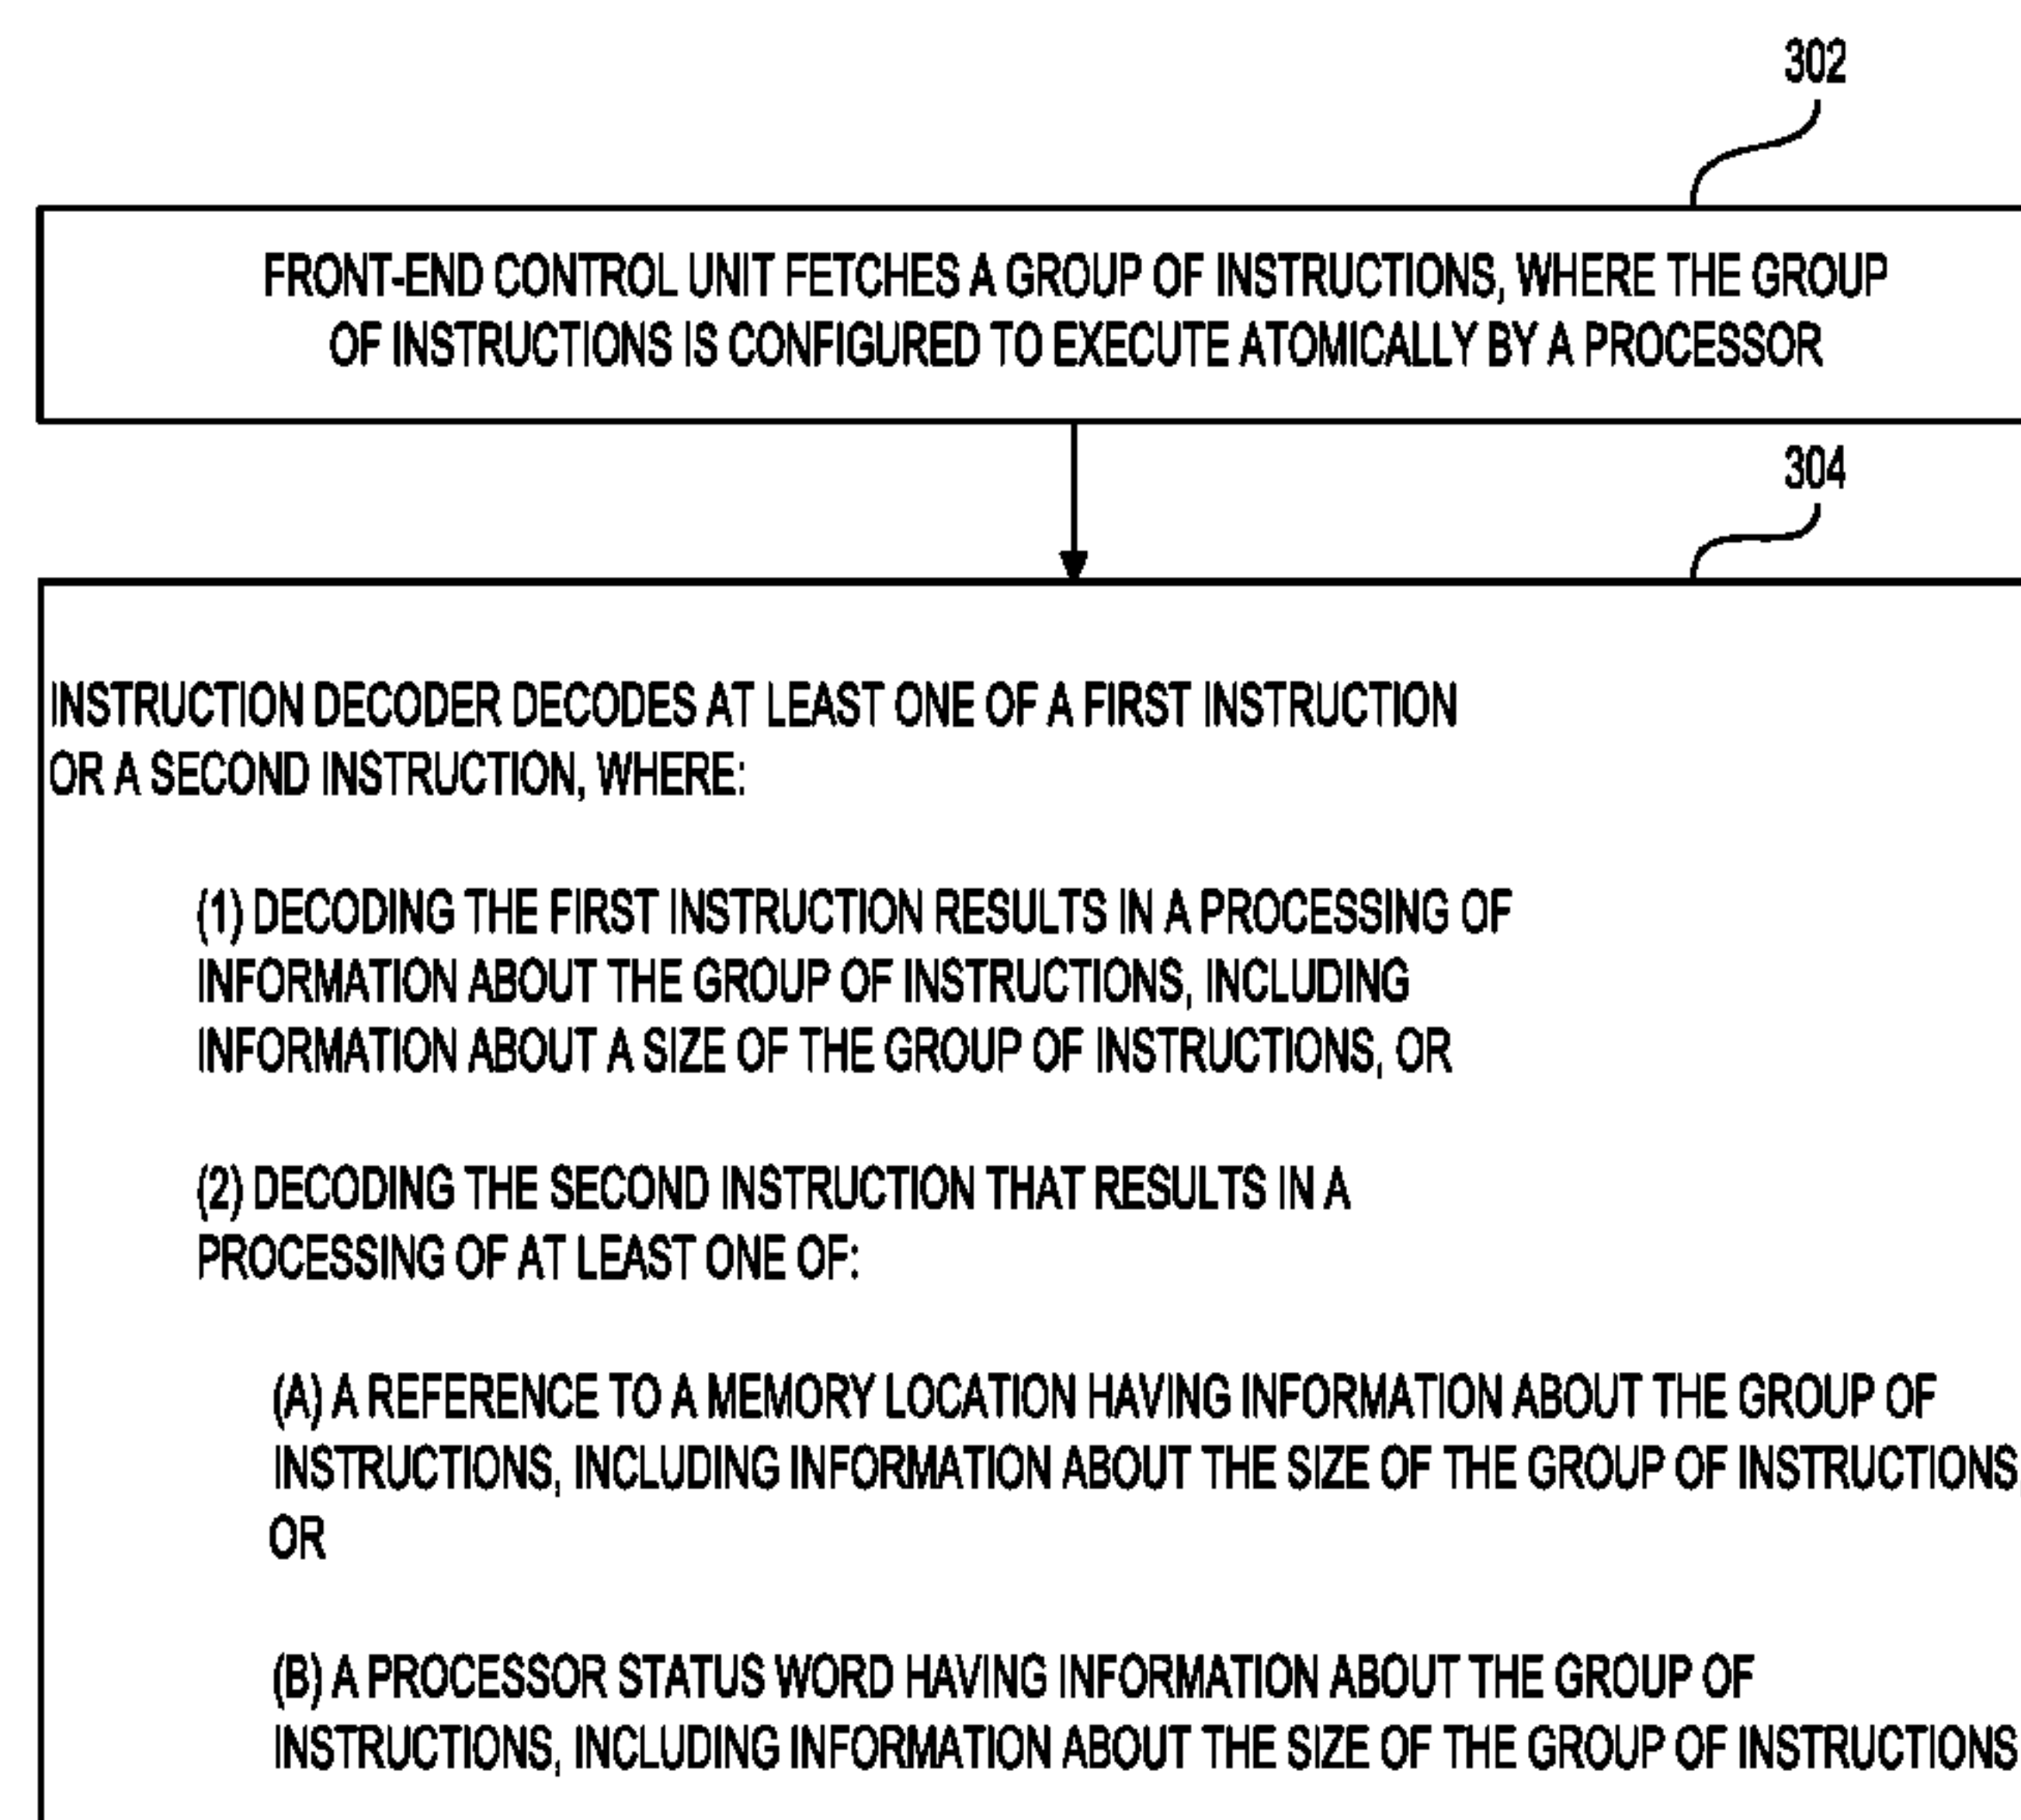 302
FRONT-END CONTROL UNIT FETCHES A GROUP OF INSTRUCTIONS, WHERE THE GROUP
OF INSTRUCTIONS IS CONFIGURED TO EXECUTE ATOMICALLY BY A PROCESSOR
304
INSTRUCTION DECODER DECODES AT LEAST ONE OF A FIRST INSTRUCTION
OR A SECOND INSTRUCTION, WHERE:
(1) DECODING THE FIRST INSTRUCTION RESULTS IN A PROCESSING OF
INFORMATION ABOUT THE GROUP OF INSTRUCTIONS, INCLUDING
INFORMATION ABOUT A SIZE OF THE GROUP OF INSTRUCTIONS, OR
(2) DECODING THE SECOND INSTRUCTION THAT RESULTS IN A
PROCESSING OF AT LEAST ONE OF:
(A) A REFERENCE TO A MEMORY LOCATION HAVING INFORMATION ABOUT THE GROUP OF
INSTRUCTIONS, INCLUDING INFORMATION ABOUT THE SIZE OF THE GROUP OF INSTRUCTIONS,
OR
(B) A PROCESSOR STATUS WORD HAVING INFORMATION ABOUT THE GROUP OF
INSTRUCTIONS, INCLUDING INFORMATION ABOUT THE SIZE OF THE GROUP OF INSTRUCTIONS